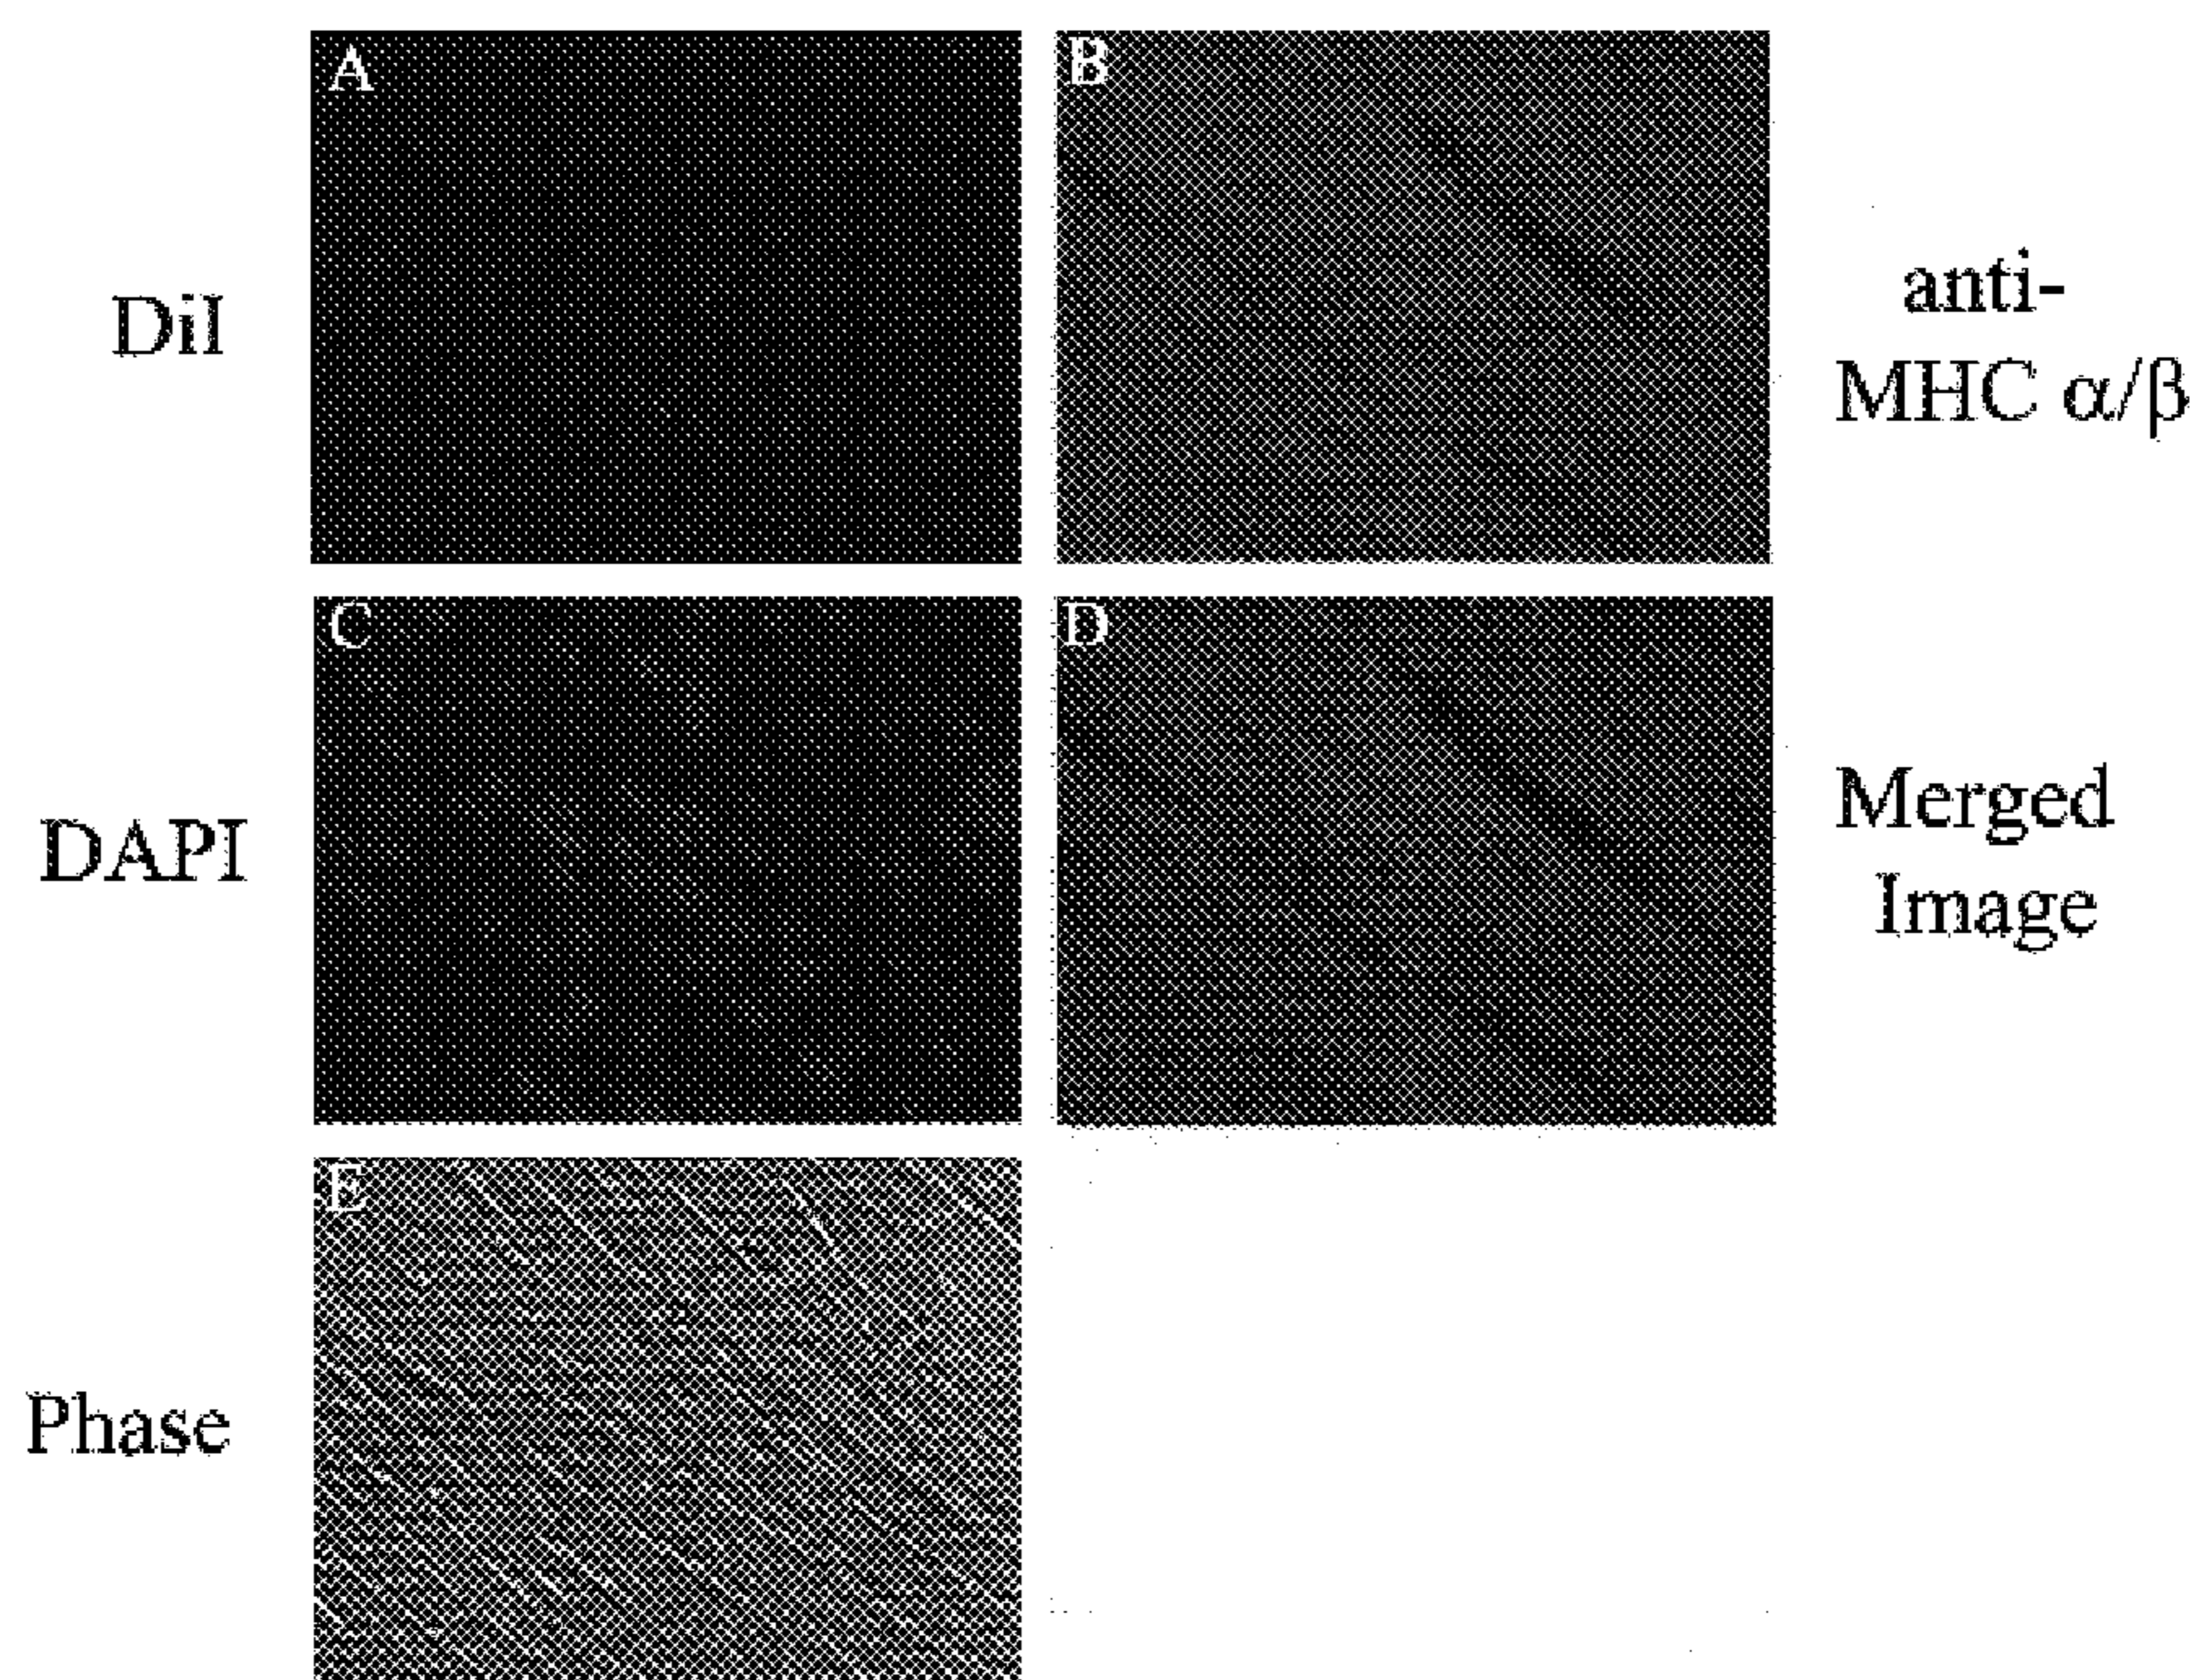 A
B
DiI
anti-
MHC α/β
C
D
DAPI
Merged
Image
E
Phase